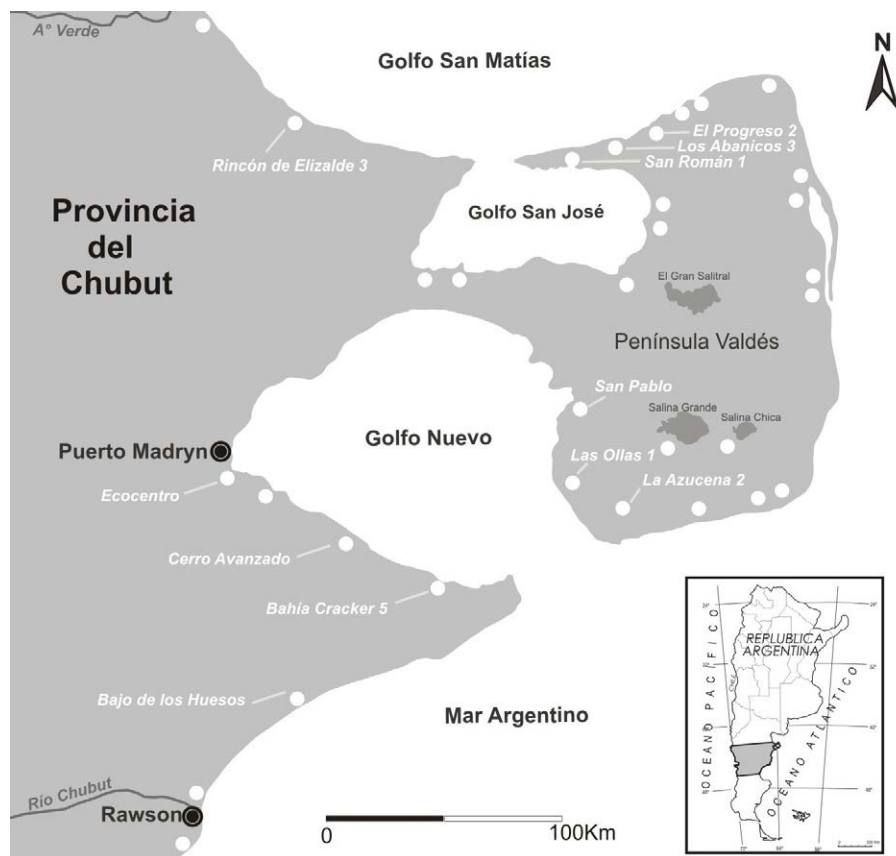 Aº Verde
Golfo San Matías
N
El Progreso 2
Los Abanicos 3
San Román 1
Rincón de Elizalde 3
Provincia
del
Chubut
Golfo San José
El Gran Salitral
Península Valdés
San Pablo
Salina Grande
Salina Chica
Golfo Nuevo
Puerto Madryn
Las Ollas 1
La Azucena 2
Ecocentro
Cerro Avanzado
Bahía Cracker 5
Bajo de los Huesos
Mar Argentino
Río Chubut
Rawson
0
100Km
REPLUBLICA
ARGENTINA
OCEANO PACIFICO
CHILE
OCEANO ATLANTICO